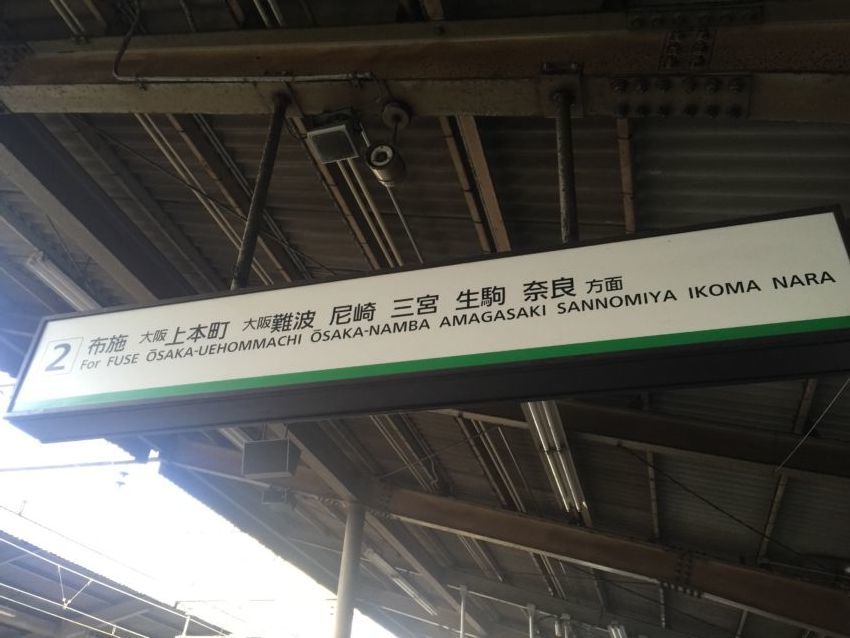 2
布施 大阪上本町 大阪難波 尼崎 三宮 生駒 奈良 方面
For FUSE ŌSAKA-UEHOMMACHI ŌSAKA-NAMBA AMAGASAKI SANNOMIYA IKOMA NARA